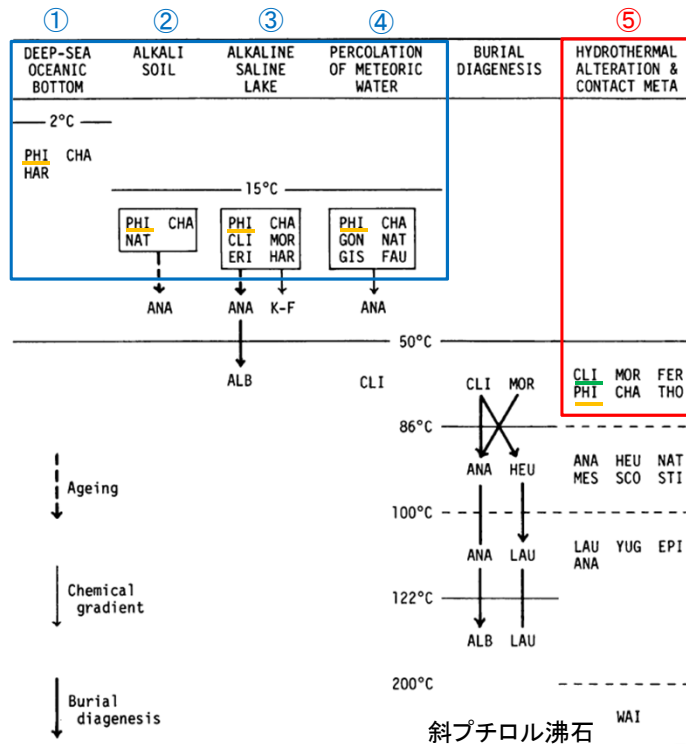 ① ② ③ ④ ⑤
DEEP-SEA OCEANIC BOTTOM
ALKALI SOIL
ALKALINE SALINE LAKE
PERCOLATION OF METEORIC WATER
BURIAL DIAGENESIS
HYDROTHERMAL ALTERATION & CONTACT META
2°C
PHI CHA
HAR
15°C
PHI CHA
NAT
PHI CHA
CLI MOR
ERI HAR
PHI CHA
GON NAT
GIS FAU
ANA
ANA K-F
ANA
50°C
ALB
CLI
CLI MOR
CLI MOR FER
PHI CHA THO
86°C
ANA HEU
ANA HEU NAT
MES SCO STI
Ageing
100°C
ANA LAU
LAU YUG EPI
ANA
Chemical
gradient
122°C
ALB LAU
200°C
Burial
diagenesis
WAI
斜プチロル沸石